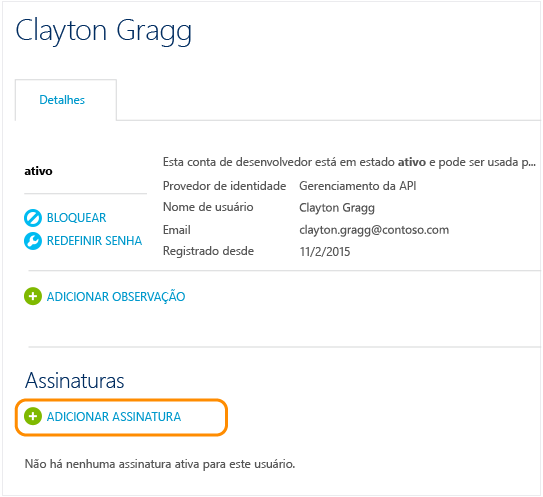 Clayton Gragg
Detalhes
ativo
Esta conta de desenvolvedor está em estado ativo e pode ser usada p...
Provedor de identidade Gerenciamento da API
Nome de usuário Clayton Gragg
Email clayton.gragg@contoso.com
Registrado desde 11/2/2015
BLOQUEAR
REDEFINIR SENHA
ADICIONAR OBSERVAÇÃO
Assinaturas
ADICIONAR ASSINATURA
Não há nenhuma assinatura ativa para este usuário.